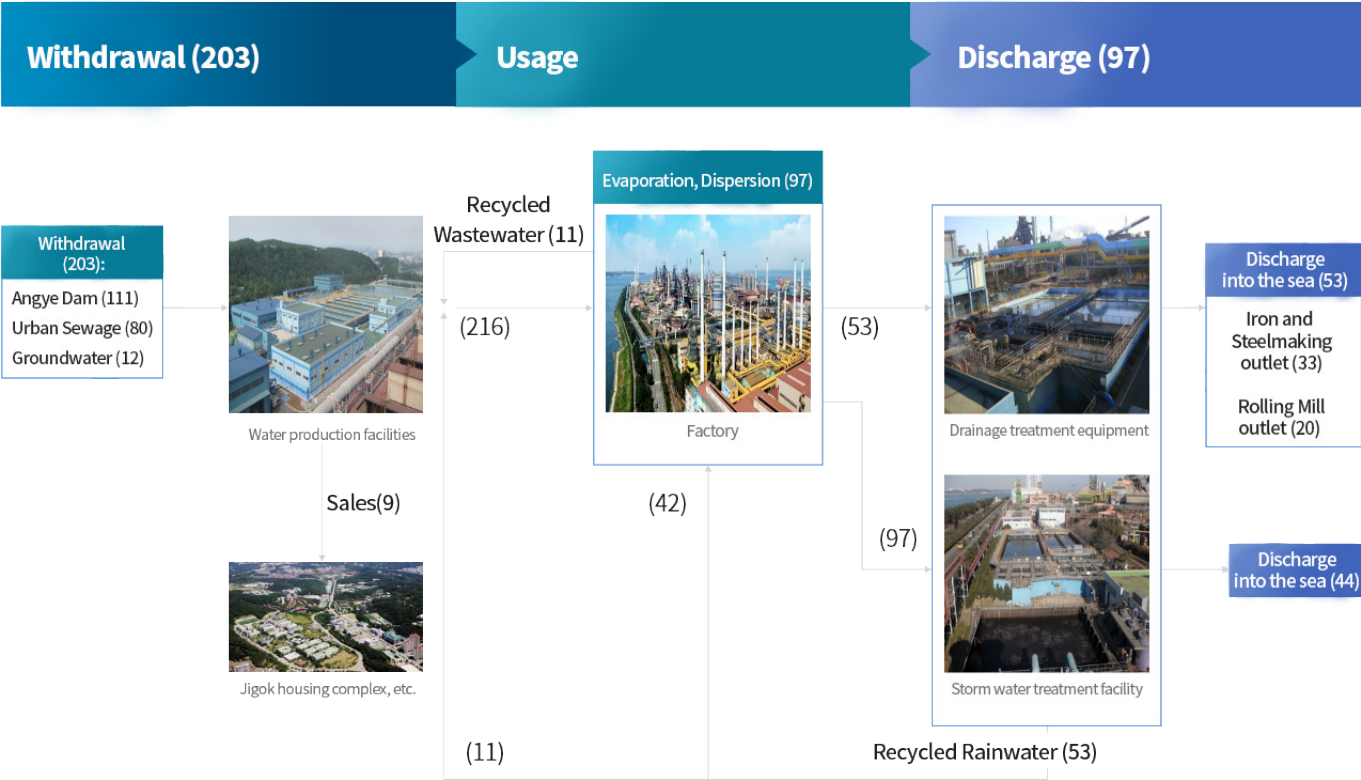 Withdrawal (203)
Usage
Discharge (97)
Withdrawal
(203):
Angye Dam (111)
Urban Sewage (80)
Groundwater (12)
Water production facilities
Sales(9)
Jigok housing complex, etc.
Recycled
Wastewater (11)
(216)
(11)
Evaporation, Dispersion (97)
Factory
(42)
(53)
(97)
Drainage treatment equipment
Storm water treatment facility
Recycled Rainwater (53)
Discharge
into the sea (53)
Iron and
Steelmaking
outlet (33)
Rolling Mill
outlet (20)
Discharge
into the sea (44)